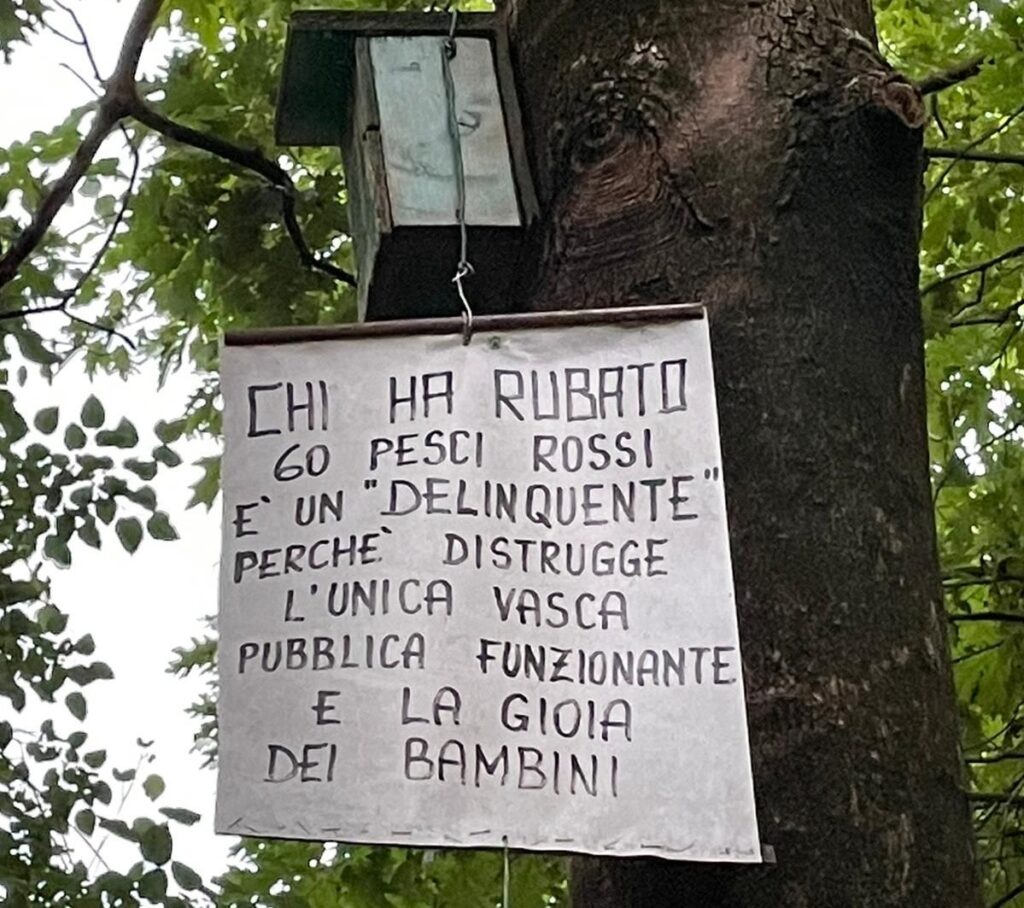 CHI HA RUBATO
60 PESCI ROSSI
E` UN "DELINQUENTE"
PERCHE` DISTRUGGE
L'UNICA VASCA
PUBBLICA FUNZIONANTE
E LA GIOIA
DEI BAMBINI